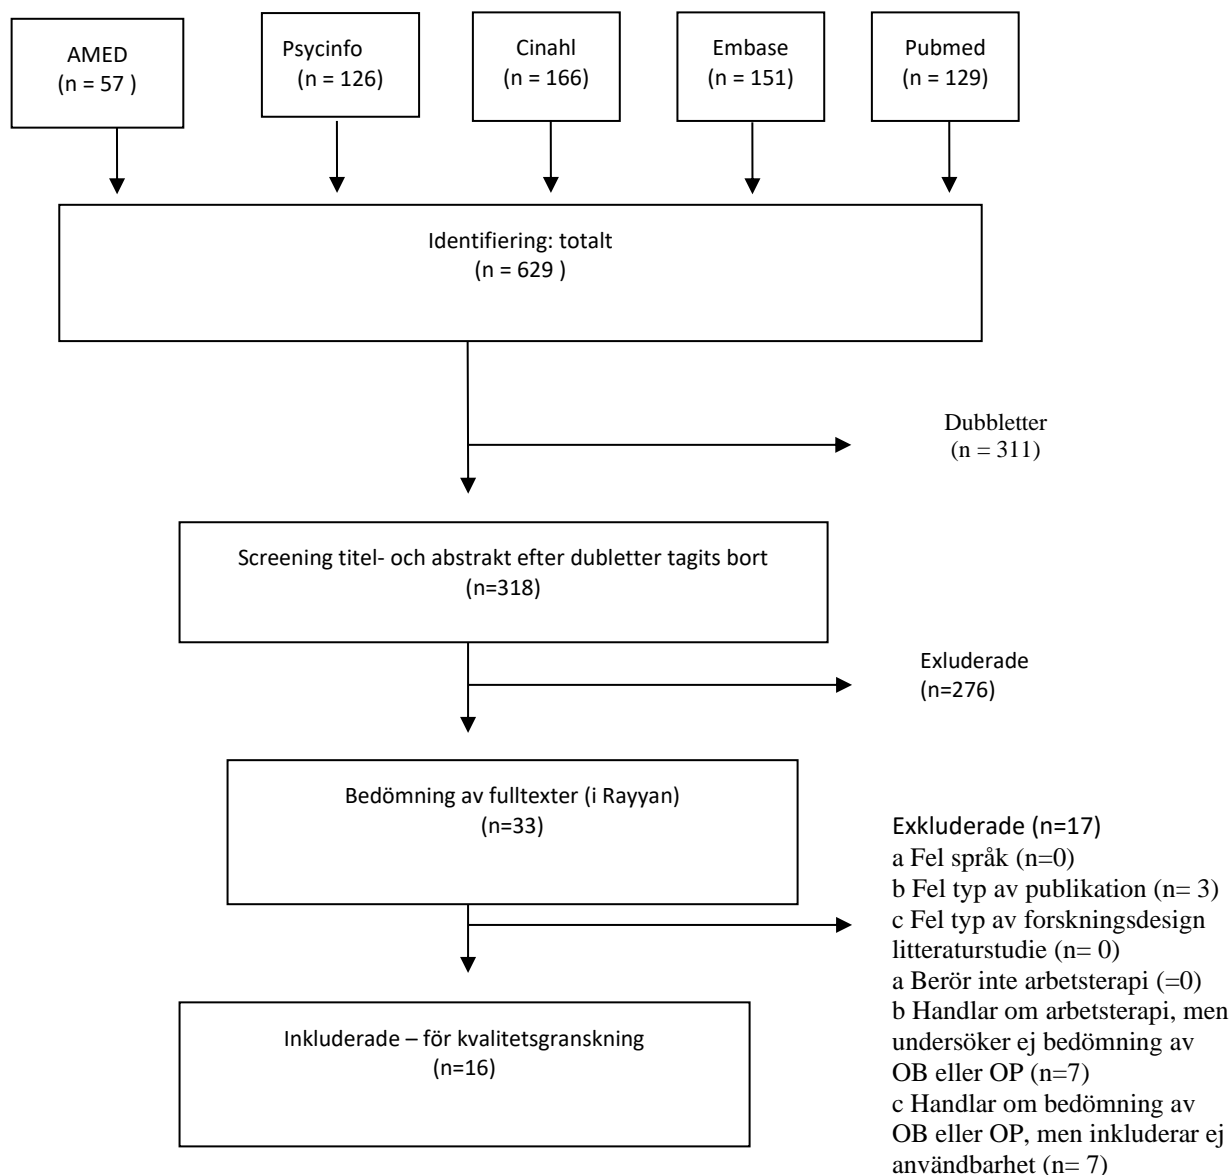 AMED
(n = 57 )
Psycinfo
(n = 126)
Cinahl
(n = 166)
Embase
(n = 151)
Pubmed
(n = 129)
Identifiering: totalt
(n = 629 )
Dubbletter
(n = 311)
Screening titel- och abstrakt efter dubletter tagits bort
(n=318)
Exluderade
(n=276)
Bedömning av fulltexter (i Rayyan)
(n=33)
Exkluderade (n=17)
a Fel språk (n=0)
b Fel typ av publikation (n= 3)
c Fel typ av forskningsdesign
litteraturstudie (n= 0)
a Berör inte arbetsterapi (=0)
b Handlar om arbetsterapi, men
undersöker ej bedömning av
OB eller OP (n=7)
c Handlar om bedömning av
OB eller OP, men inkluderar ej
användbarhet (n= 7)
Inkluderade – för kvalitetsgranskning
(n=16)